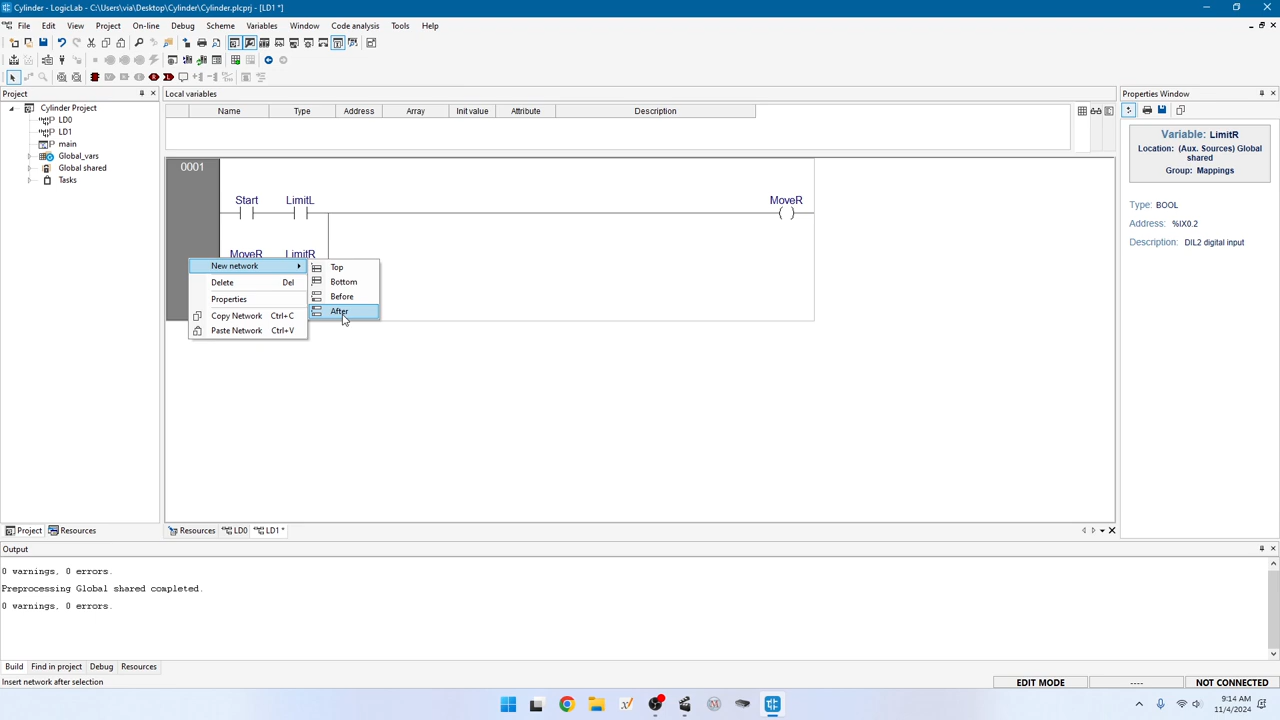 Cylinder - LogicLab - C:\Users\via\Desktop\Cylinder\Cylinder.plcprj - [LD1 *]
File Edit View Project On-line Debug Scheme Variables Window Code analysis Tools Help
Project
Cylinder Project
LD0
LD1
main
Global_vars
Global shared
Tasks
Project Resources
Local variables
Name Type Address Array Init value Attribute Description
0001
Start LimitL MoveR
MoveR LimitR
New network
Delete Del
Properties
Copy Network Ctrl+C
Paste Network Ctrl+V
Top
Bottom
Before
After
Resources LD0 LD1 *
Properties Window
Variable: LimitR
Location: (Aux. Sources) Global
shared
Group: Mappings
Type: BOOL
Address: %IX0.2
Description: DIL2 digital input
Output
0 warnings, 0 errors.
Preprocessing Global shared completed.
0 warnings, 0 errors.
Build Find in project Debug Resources
Insert network after selection EDIT MODE ---- NOT CONNECTED
9:14 AM
11/4/2024